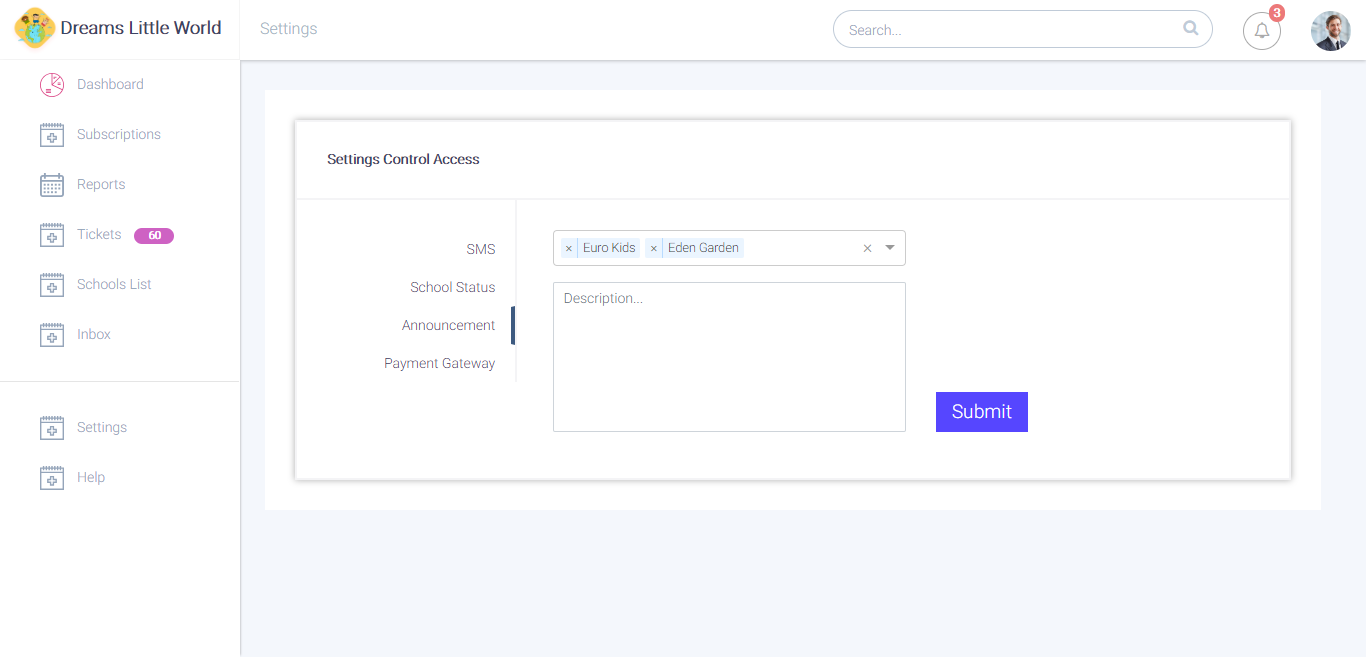 Dreams Little World
Settings
Search...
3
Dashboard
Subscriptions
Reports
Tickets 60
Schools List
Inbox
Settings
Help
Settings Control Access
SMS
School Status
Announcement
Payment Gateway
× Euro Kids × Eden Garden ×
Description...
Submit